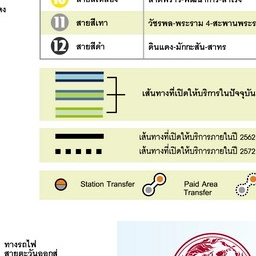 11 สายสีเทา วัชรพล-พระราม 4-สะพานพระร
12 สายสีดำ ดินแดง-มักกะสัน-สาทร
เส้นทางที่เปิดให้บริการในปัจจุบัน
เส้นทางที่เปิดให้บริการภายในปี 2562
เส้นทางที่เปิดให้บริการภายในปี 2572
Station Transfer
Paid Area
Transfer
ทางรถไฟ
สายตะวันออกสู่